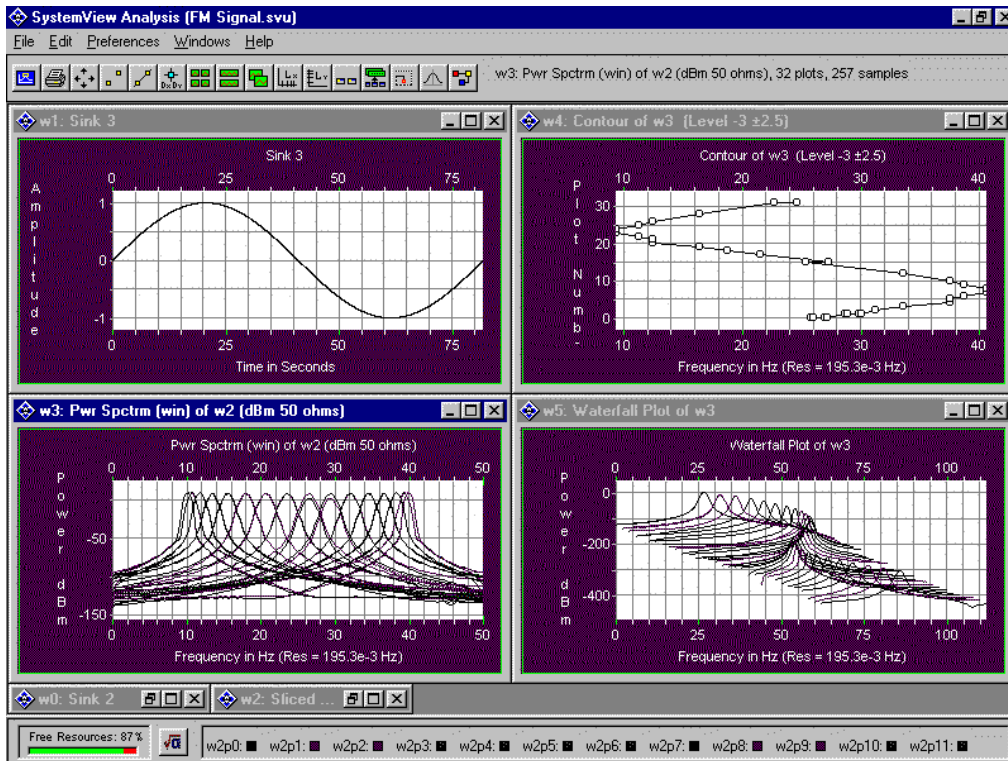 SystemView Analysis (FM Signal.svu)
File Edit Preferences Windows Help
w3: Pwr Spctrm (win) of w2 (dBm 50 ohms), 32 plots, 257 samples
w1: Sink 3
Sink 3
0 25 50 75
Amplitude
1
0
-1
0 25 50 75
Time in Seconds
w4: Contour of w3 (Level -3 ±2.5)
Contour of w3 (Level -3 ±2.5)
10 20 30 40
Plot Numb-
30
20
10
0
10 20 30 40
Frequency in Hz (Res = 195.3e-3 Hz)
w3: Pwr Spctrm (win) of w2 (dBm 50 ohms)
Pwr Spctrm (win) of w2 (dBm 50 ohms)
0 10 20 30 40 50
Power dBm
-50
-150
0 10 20 30 40 50
Frequency in Hz (Res = 195.3e-3 Hz)
w5: Waterfall Plot of w3
Waterfall Plot of w3
0 25 50 75 100
Power dBm
0
-200
-400
0 25 50 75 100
Frequency in Hz (Res = 195.3e-3 Hz)
w0: Sink 2
w2: Sliced ...
Free Resources: 87%
√α
w2p0: w2p1: w2p2: w2p3: w2p4: w2p5: w2p6: w2p7: w2p8: w2p9: w2p10: w2p11: